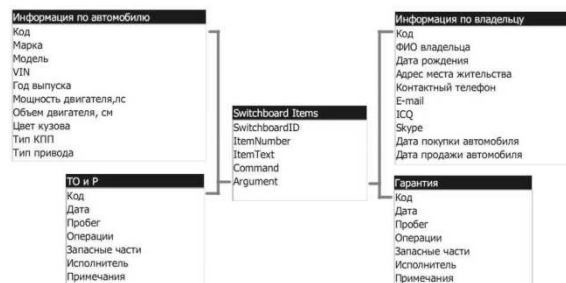 Информация по автомобилю
Код
Марка
Модель
VIN
Год выпуска
Мощность двигателя,лс
Объем двигателя, см
Цвет кузова
Тип КПП
Тип привода
ТО и Р
Код
Дата
Пробег
Операции
Запасные части
Исполнитель
Примечания
Switchboard Items
SwitchboardID
ItemNumber
ItemText
Command
Argument
Информация по владельцу
Код
ФИО владельца
Дата рождения
Адрес места жительства
Контактный телефон
E-mail
ICQ
Skype
Дата покупки автомобиля
Дата продажи автомобиля
Гарантия
Код
Дата
Пробег
Операции
Запасные части
Исполнитель
Примечания